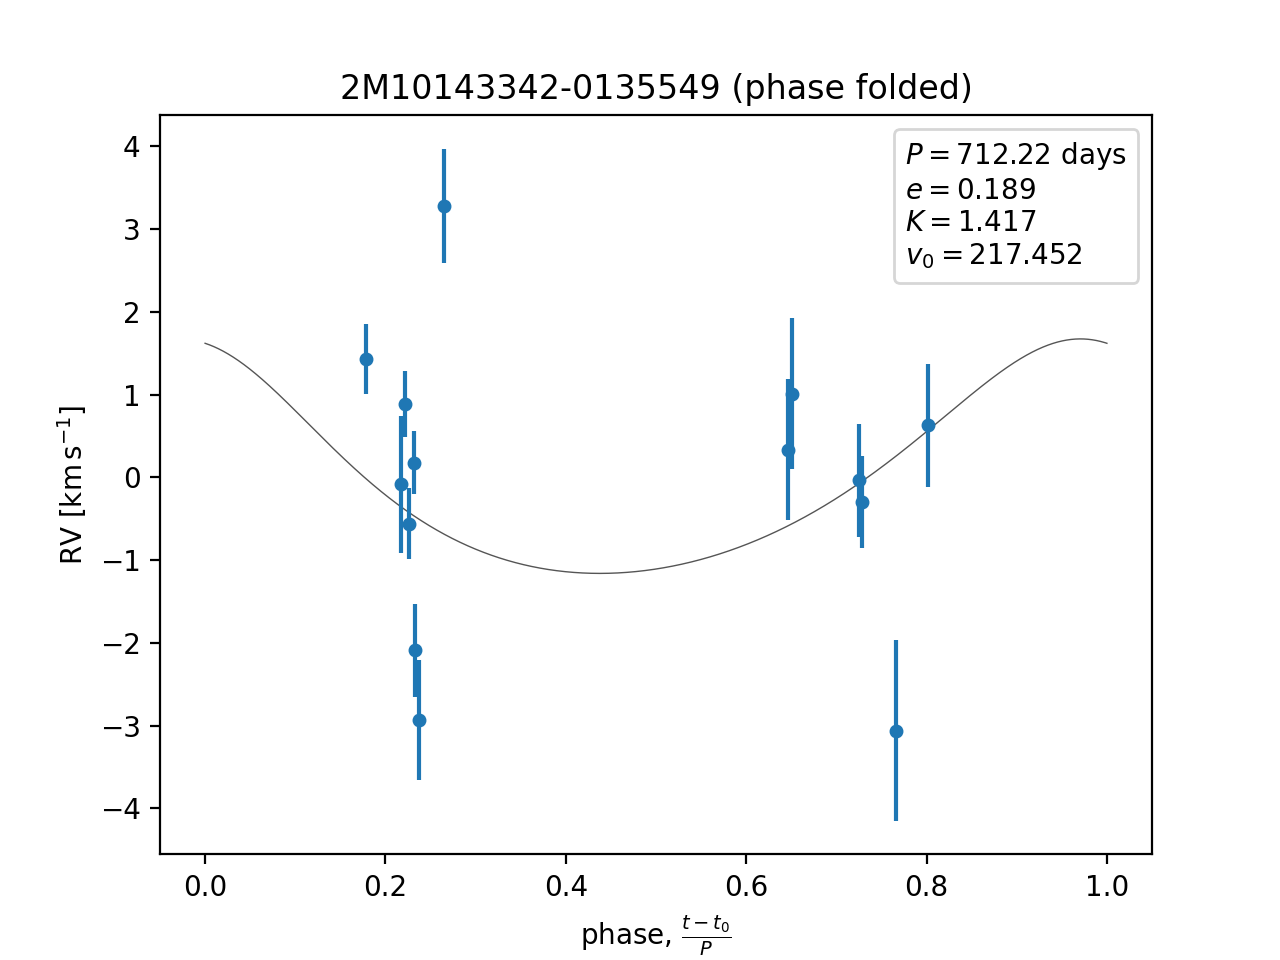 2M10143342-0135549 (phase folded)
P = 712.22 days
e = 0.189
K = 1.417
v₀ = 217.452
RV [km s⁻¹]
4
3
2
1
0
−1
−2
−3
−4
0.0 0.2 0.4 0.6 0.8 1.0
phase, (t − t₀)/P